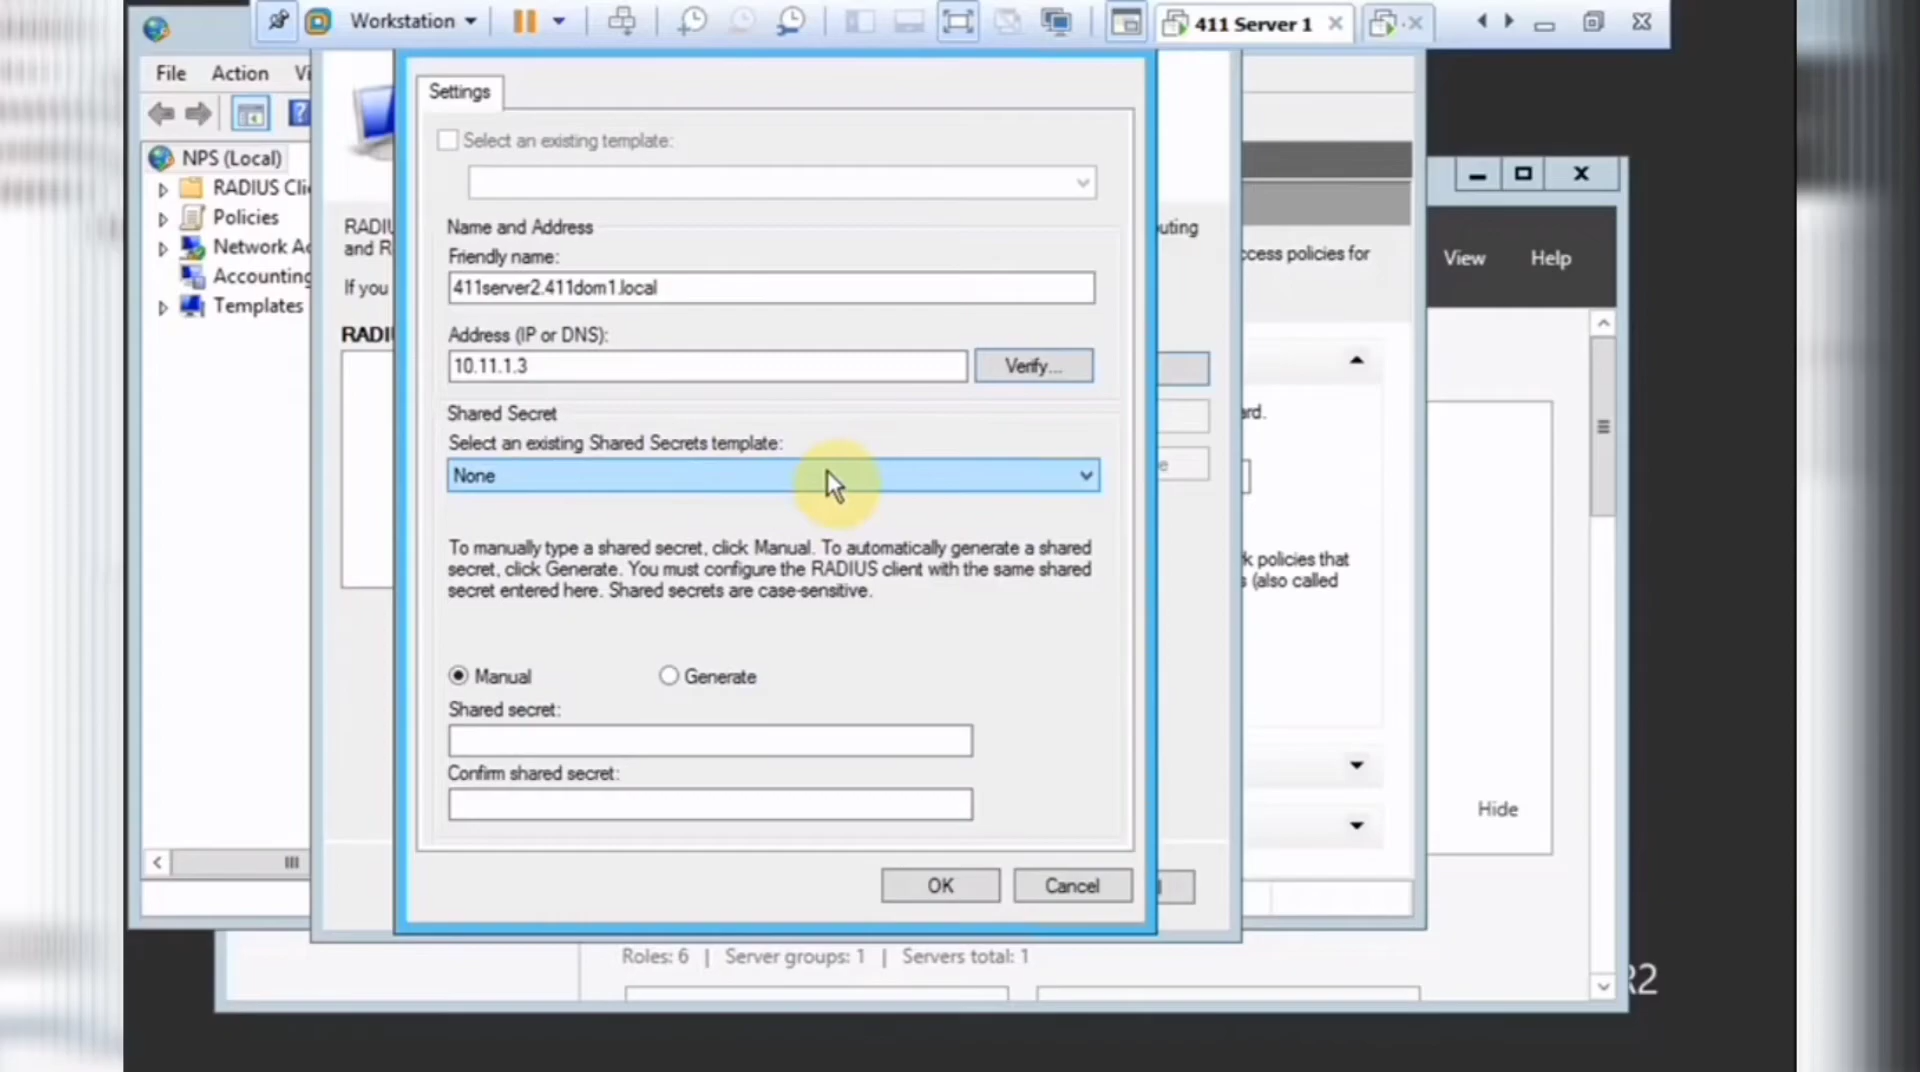 Workstation
411 Server 1
File Action Vi
NPS (Local)
RADIUS Cli
Policies
Network Ac
Accounting
Templates
RADIU
and R
If you
RADI
Settings
Select an existing template:
Name and Address
Friendly name:
411server2.411dom1.local
Address (IP or DNS):
10.11.1.3
Verify...
Shared Secret
Select an existing Shared Secrets template:
None
To manually type a shared secret, click Manual. To automatically generate a shared
secret, click Generate. You must configure the RADIUS client with the same shared
secret entered here. Shared secrets are case-sensitive.
Manual Generate
Shared secret:
Confirm shared secret:
OK Cancel
uting
ccess policies for
ard.
k policies that
s (also called
View Help
Hide
Roles: 6 | Server groups: 1 | Servers total: 1
R2